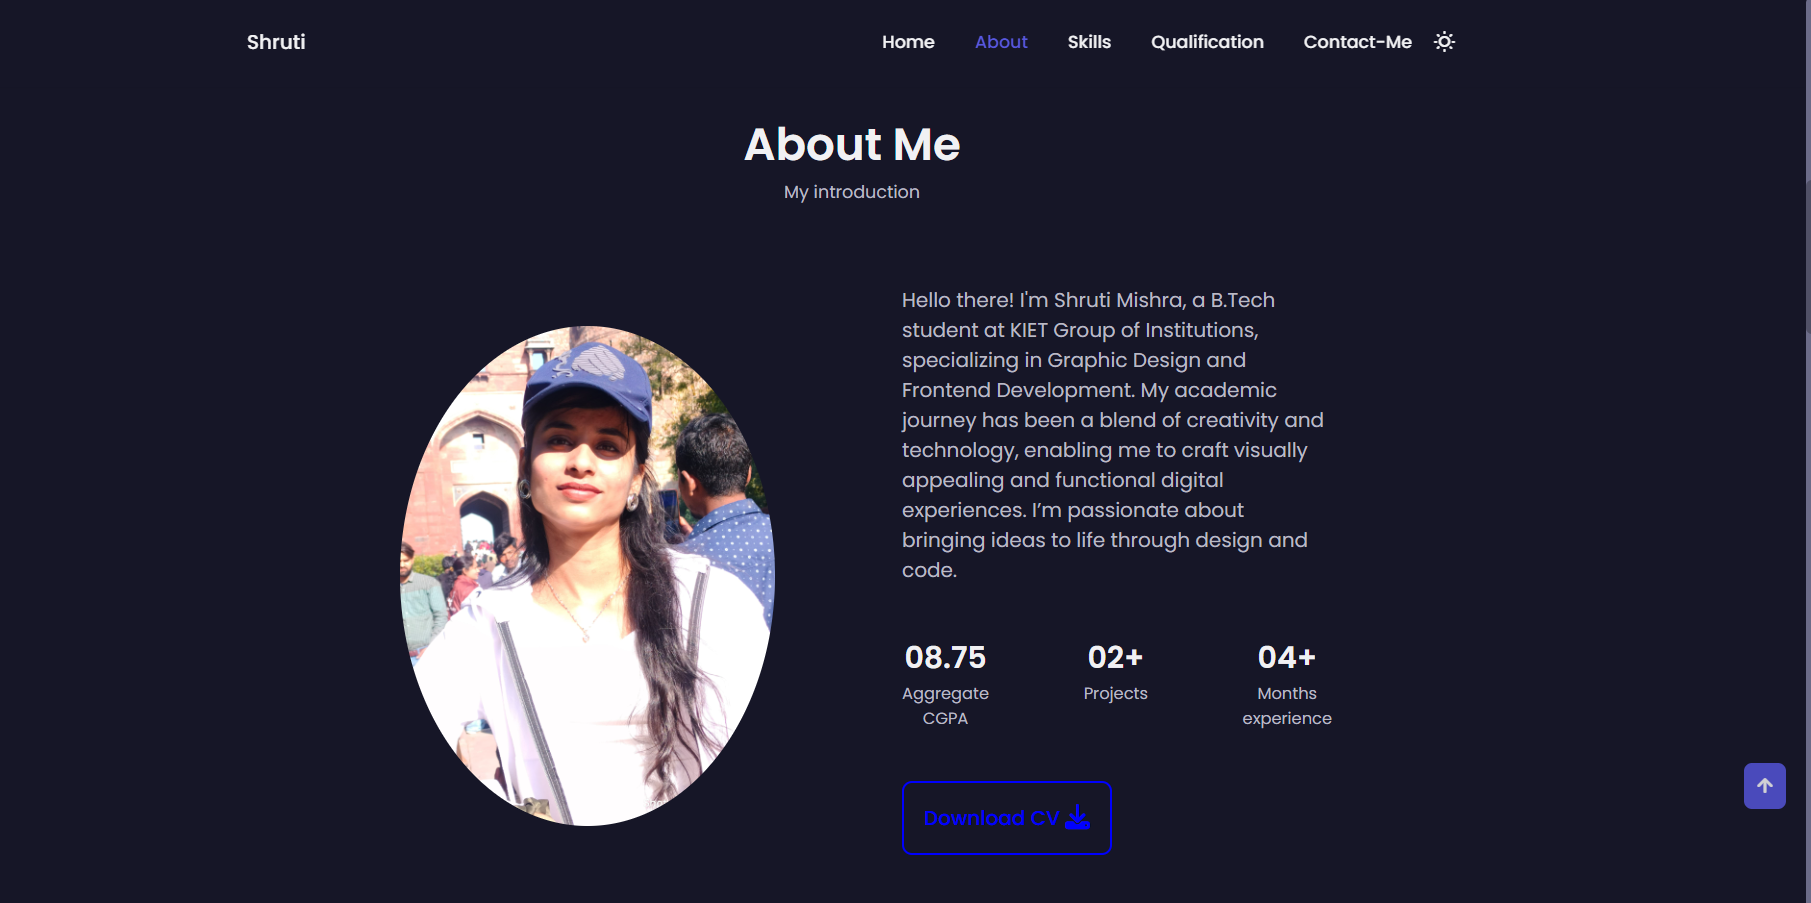 Shruti
Home About Skills Qualification Contact-Me
About Me
My introduction
Hello there! I'm Shruti Mishra, a B.Tech
student at KIET Group of Institutions,
specializing in Graphic Design and
Frontend Development. My academic
journey has been a blend of creativity and
technology, enabling me to craft visually
appealing and functional digital
experiences. I’m passionate about
bringing ideas to life through design and
code.
08.75
Aggregate
CGPA
02+
Projects
04+
Months
experience
Download CV